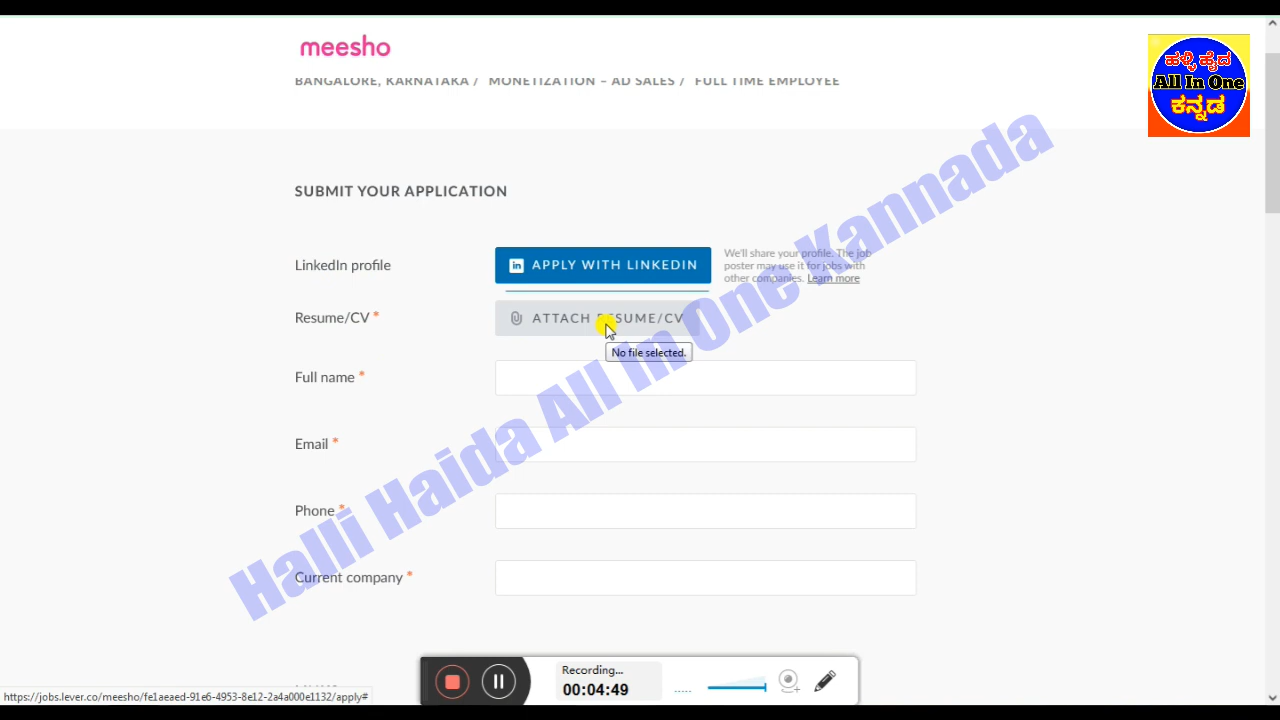 meesho
BANGALORE, KARNATAKA / MONETIZATION – AD SALES / FULL TIME EMPLOYEE
ಹಳ್ಳಿ ಹೈದ
All In One
ಕನ್ನಡ
SUBMIT YOUR APPLICATION
LinkedIn profile
in APPLY WITH LINKEDIN
We'll share your profile. The job
poster may use it for jobs with
other companies. Learn more
Resume/CV *
ATTACH RESUME/CV
No file selected.
Full name *
Email *
Phone *
Current company *
Halli Haida All In One Kannada
Recording...
00:04:49
https://jobs.lever.co/meesho/fe1aeaed-91e6-4953-8e12-2a4a000e1132/apply#